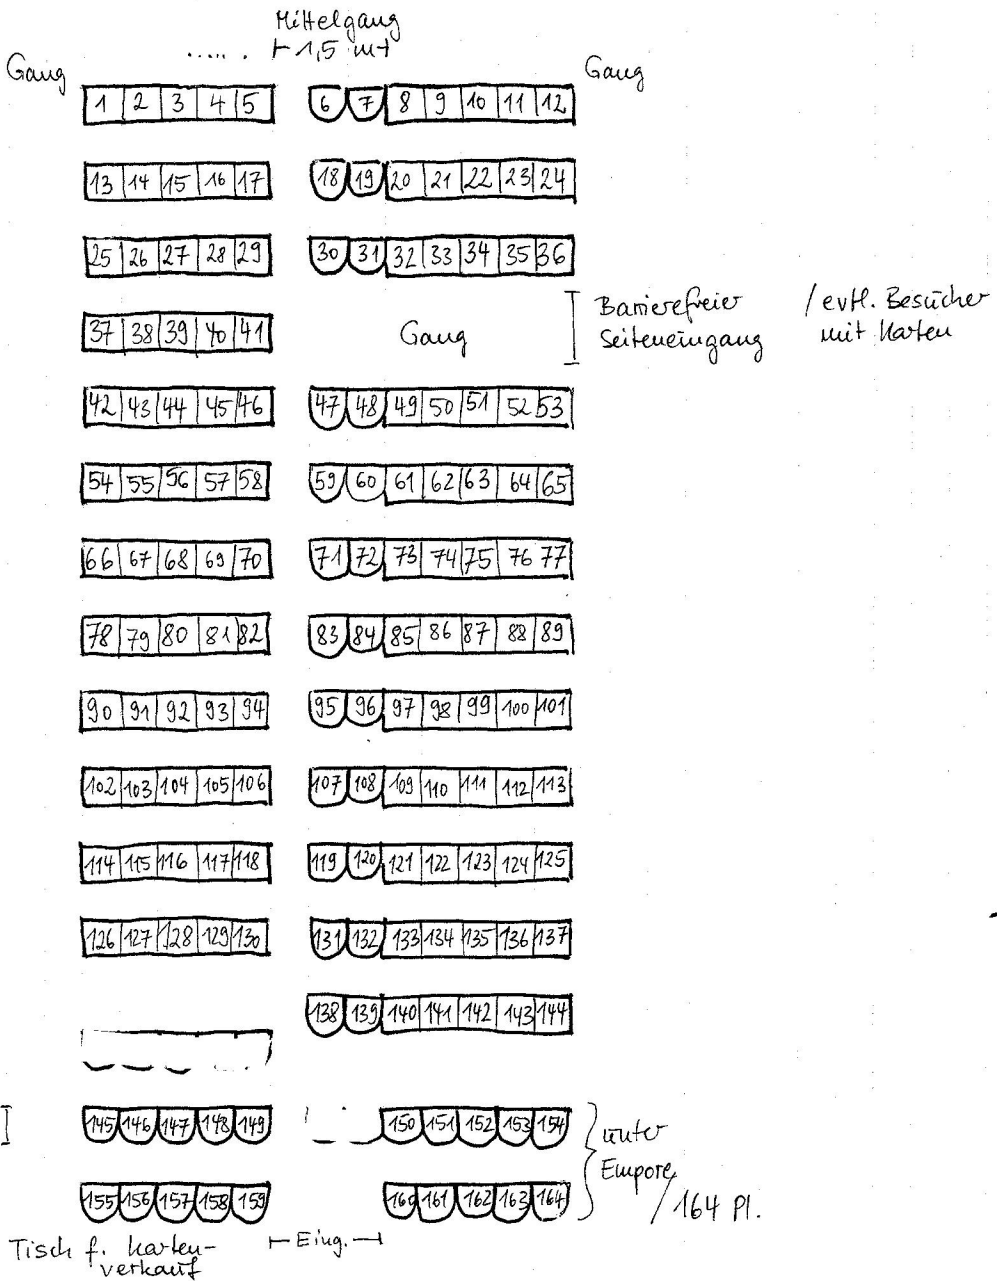 Mittelgang
..... ⊢1,5 m⊣
Gang Gang
1 2 3 4 5 6 7 8 9 10 11 12
13 14 15 16 17 18 19 20 21 22 23 24
25 26 27 28 29 30 31 32 33 34 35 36
Barrierefreier / evtl. Besucher
37 38 39 40 41 Gang Seiteneingang mit Karten
42 43 44 45 46 47 48 49 50 51 52 53
54 55 56 57 58 59 60 61 62 63 64 65
66 67 68 69 70 71 72 73 74 75 76 77
78 79 80 81 82 83 84 85 86 87 88 89
90 91 92 93 94 95 96 97 98 99 100 101
102 103 104 105 106 107 108 109 110 111 112 113
114 115 116 117 118 119 120 121 122 123 124 125
126 127 128 129 130 131 132 133 134 135 136 137
138 139 140 141 142 143 144
145 146 147 148 149 150 151 152 153 154 unter
Empore
155 156 157 158 159 160 161 162 163 164 / 164 Pl.
Tisch f. Karten- ⊢Eing.⊣
verkauf